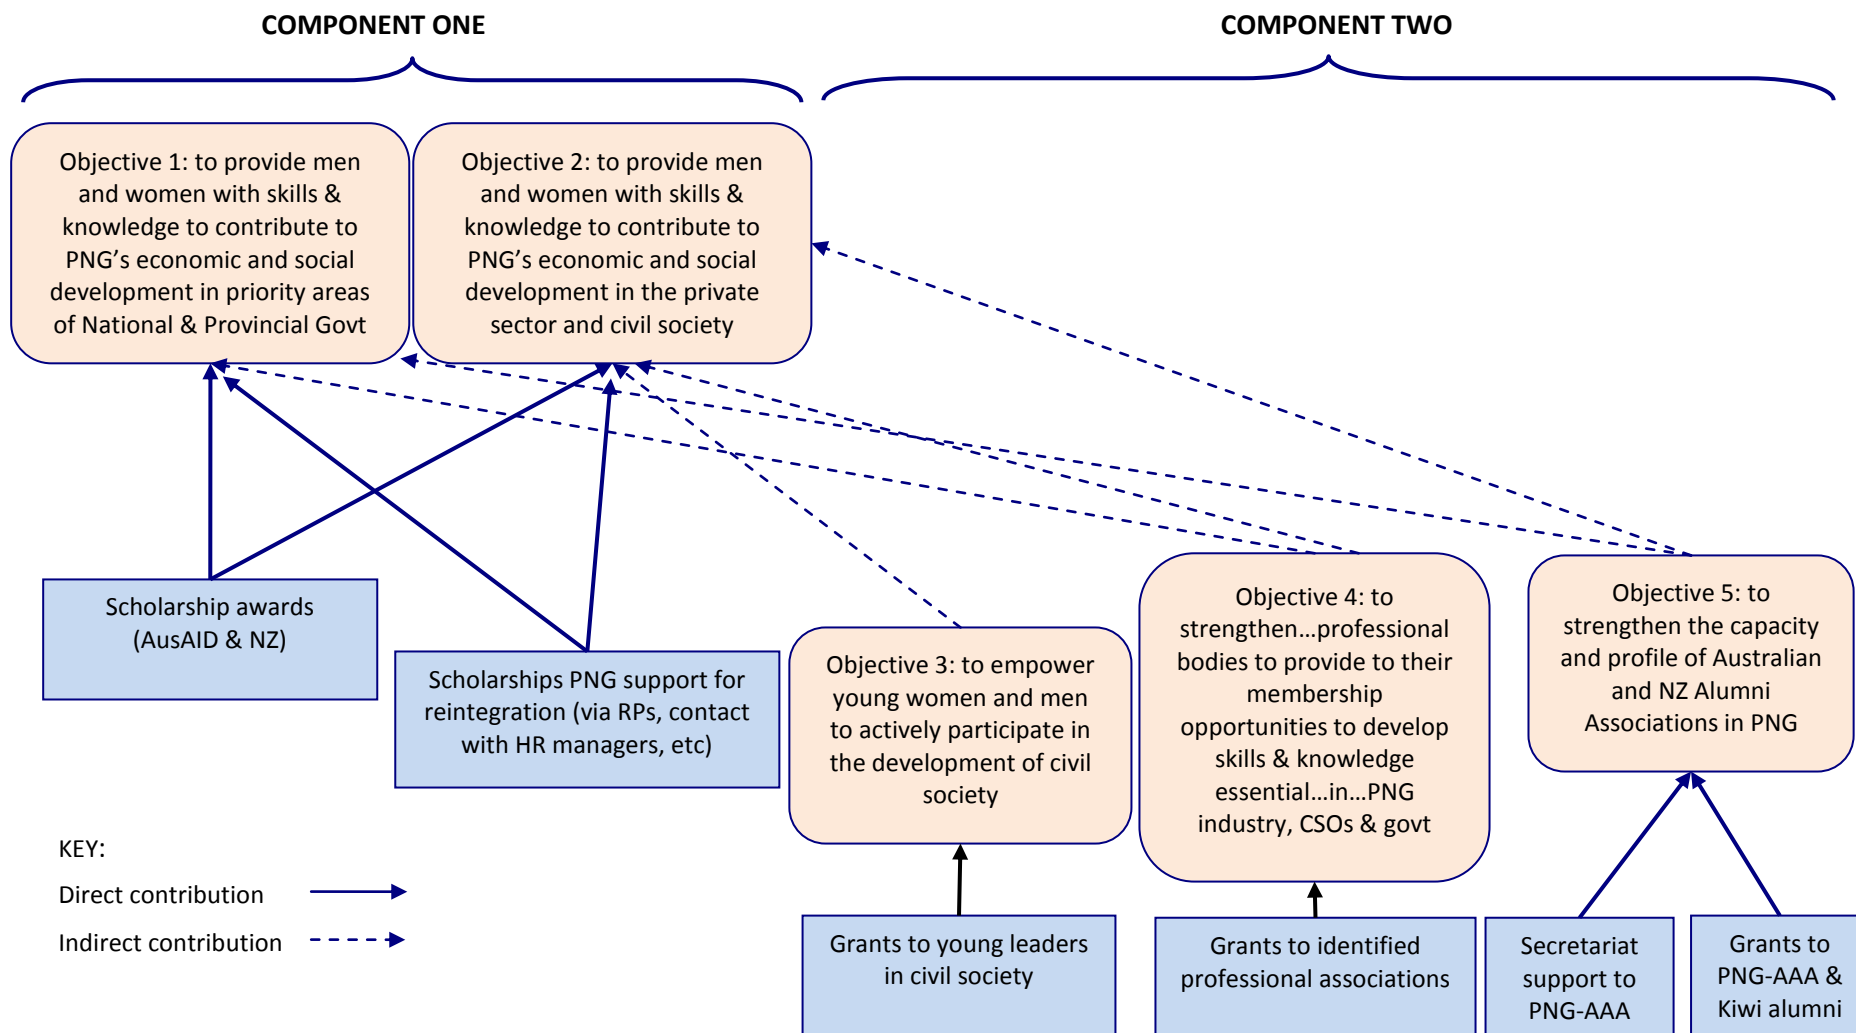 COMPONENT ONE
COMPONENT TWO
Objective 1: to provide men
and women with skills &
knowledge to contribute to
PNG’s economic and social
development in priority areas
of National & Provincial Govt
Objective 2: to provide men
and women with skills &
knowledge to contribute to
PNG’s economic and social
development in the private
sector and civil society
Scholarship awards
(AusAID & NZ)
Scholarships PNG support for
reintegration (via RPs, contact
with HR managers, etc)
Objective 3: to empower
young women and men
to actively participate in
the development of civil
society
Objective 4: to
strengthen…professional
bodies to provide to their
membership
opportunities to develop
skills & knowledge
essential…in…PNG
industry, CSOs & govt
Objective 5: to
strengthen the capacity
and profile of Australian
and NZ Alumni
Associations in PNG
KEY:
Direct contribution
Indirect contribution
Grants to young leaders
in civil society
Grants to identified
professional associations
Secretariat
support to
PNG-AAA
Grants to
PNG-AAA &
Kiwi alumni